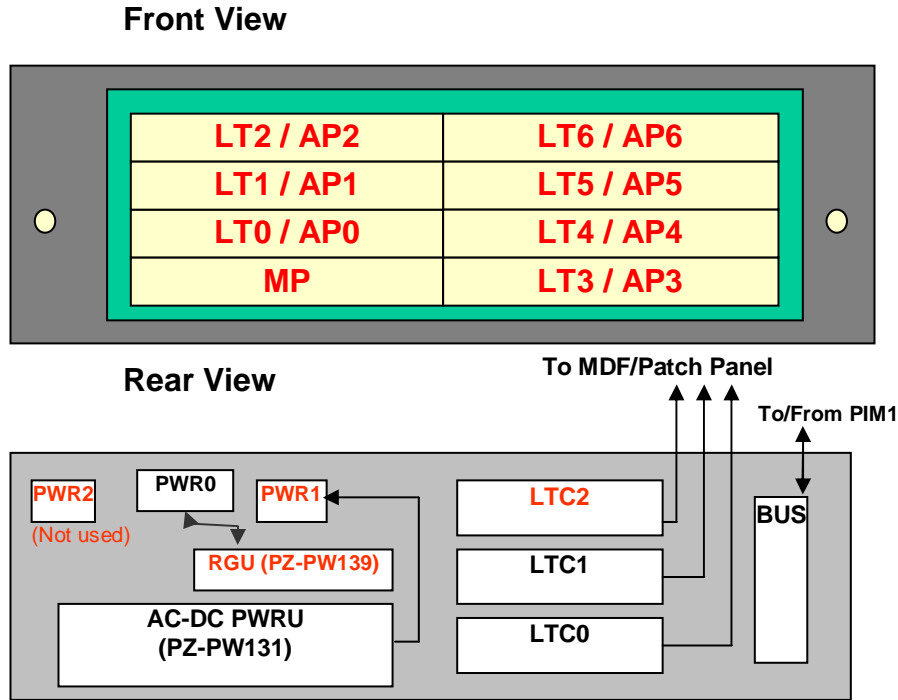 Front View
LT2 / AP2
LT6 / AP6
LT1 / AP1
LT5 / AP5
LT0 / AP0
LT4 / AP4
MP
LT3 / AP3
Rear View
To MDF/Patch Panel
To/From PIM1
PWR2
(Not used)
PWR0
PWR1
RGU (PZ-PW139)
AC-DC PWRU
(PZ-PW131)
LTC2
LTC1
LTC0
BUS